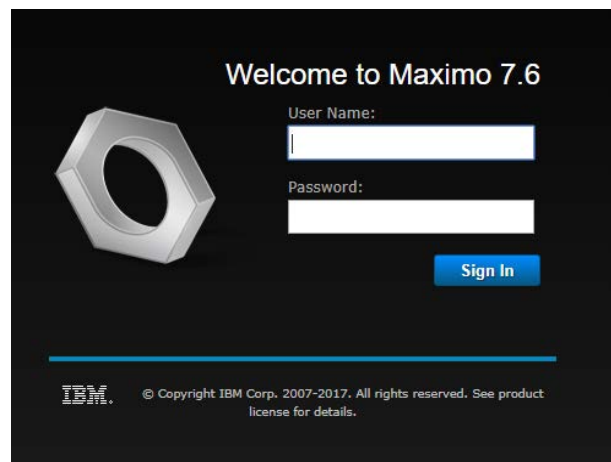 Welcome to Maximo 7.6
User Name:
Password:
Sign In
IBM.
© Copyright IBM Corp. 2007-2017. All rights reserved. See product
license for details.